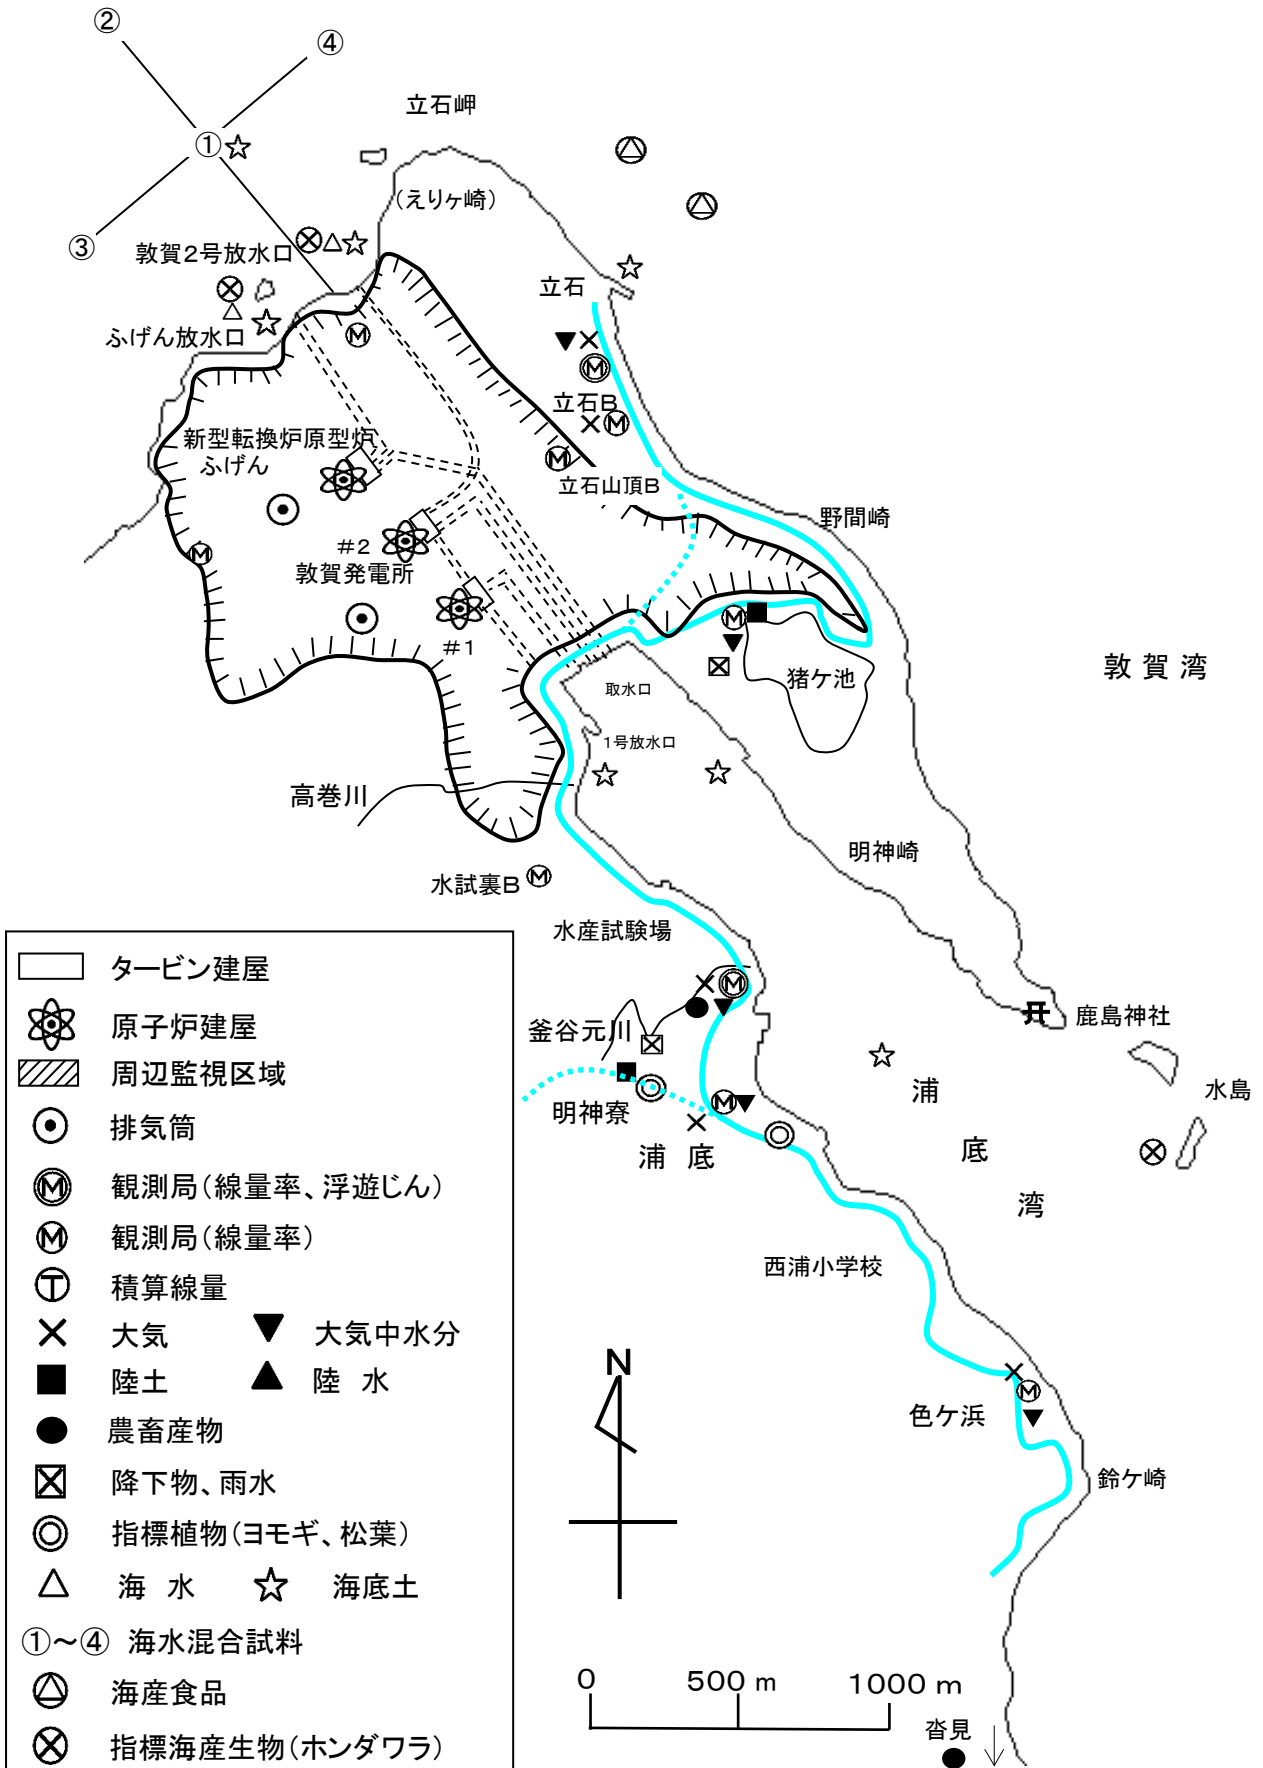 ②
④
立石岬
①
(えりヶ崎)
③
敦賀２号放水口
立石
ふげん放水口
Ｍ
Ｍ
立石Ｂ
Ｍ
新型転換炉原型炉
ふげん
Ｍ
立石山頂Ｂ
野間崎
#2
Ｍ
敦賀発電所
Ｍ
#1
敦賀湾
猪ケ池
取水口
1号放水口
高巻川
明神崎
水試裏Ｂ
Ｍ
水産試験場
Ｍ
鹿島神社
釜谷元川
水島
浦底湾
明神寮
Ｍ
浦底
西浦小学校
Ｍ
色ケ浜
鈴ケ崎
N
0
500 m
1000 m
沓見
タービン建屋
原子炉建屋
周辺監視区域
排気筒
Ｍ 観測局(線量率、浮遊じん)
Ｍ 観測局(線量率)
Ｔ 積算線量
大気 大気中水分
陸土 陸 水
農畜産物
降下物、雨水
指標植物(ヨモギ、松葉)
海 水 海底土
①～④ 海水混合試料
海産食品
指標海産生物(ホンダワラ)